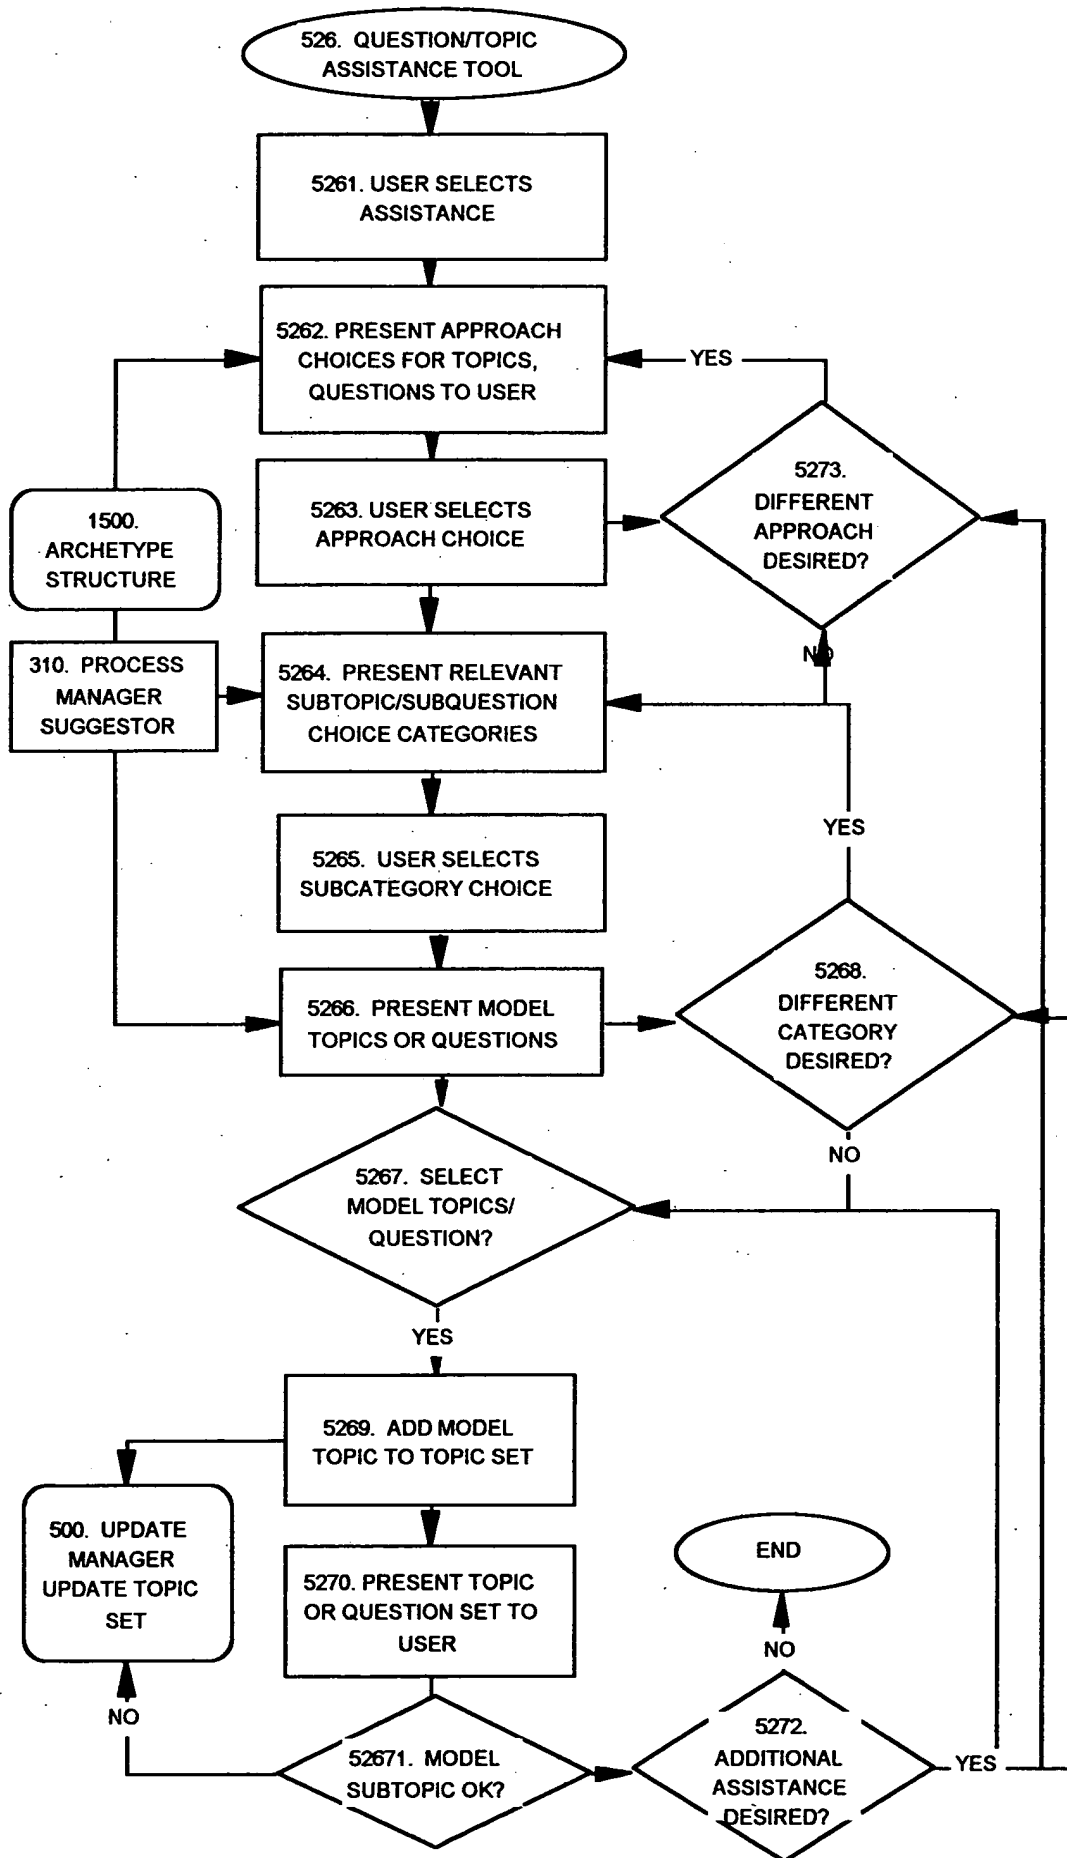 526. QUESTION/TOPIC
ASSISTANCE TOOL
5261. USER SELECTS
ASSISTANCE
5262. PRESENT APPROACH
CHOICES FOR TOPICS,
QUESTIONS TO USER
YES
5273.
DIFFERENT
APPROACH
DESIRED?
5263. USER SELECTS
APPROACH CHOICE
1500.
ARCHETYPE
STRUCTURE
NO
310. PROCESS
MANAGER
SUGGESTOR
5264. PRESENT RELEVANT
SUBTOPIC/SUBQUESTION
CHOICE CATEGORIES
YES
5265. USER SELECTS
SUBCATEGORY CHOICE
5268.
DIFFERENT
CATEGORY
DESIRED?
5266. PRESENT MODEL
TOPICS OR QUESTIONS
NO
5267. SELECT
MODEL TOPICS/
QUESTION?
YES
5269. ADD MODEL
TOPIC TO TOPIC SET
500. UPDATE
MANAGER
UPDATE TOPIC
SET
END
5270. PRESENT TOPIC
OR QUESTION SET TO
USER
NO
NO
52671. MODEL
SUBTOPIC OK?
5272.
ADDITIONAL
ASSISTANCE
DESIRED?
YES